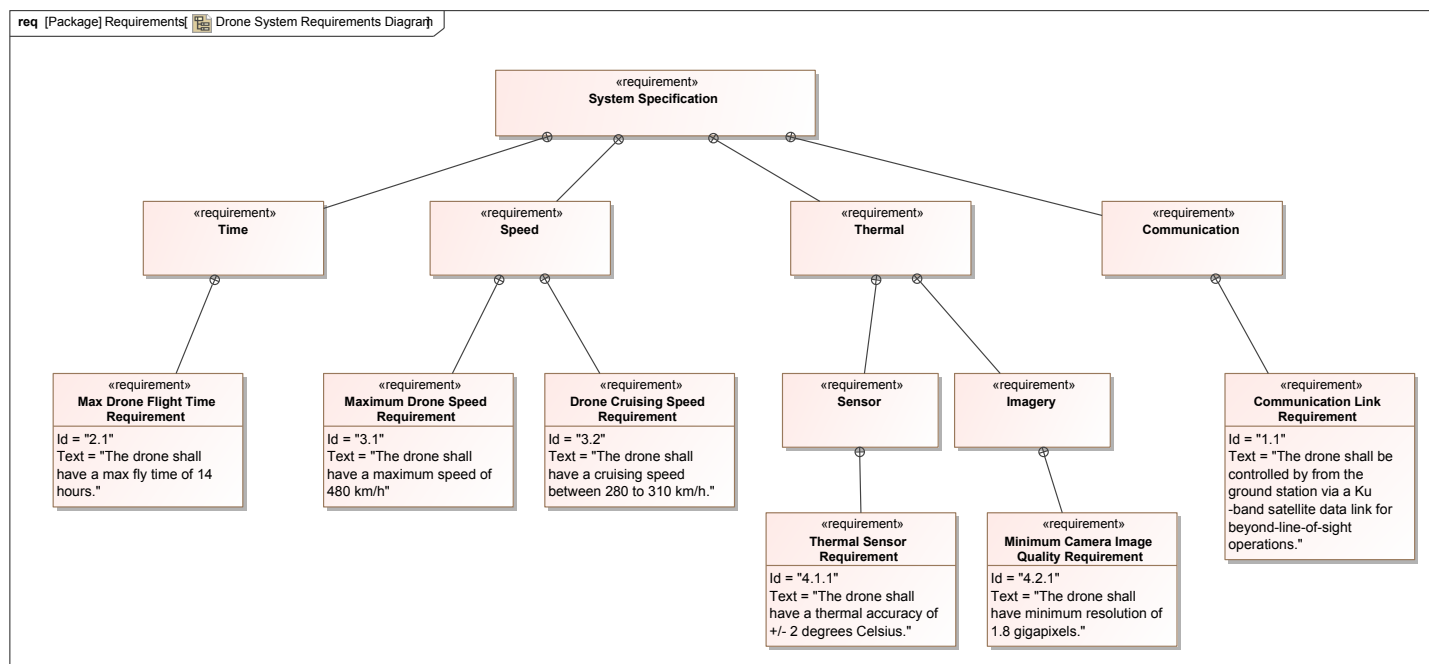 req [Package] Requirements[ Drone System Requirements Diagram]
«requirement»
System Specification
«requirement»
Time
«requirement»
Speed
«requirement»
Thermal
«requirement»
Communication
«requirement»
Max Drone Flight Time
Requirement
Id = "2.1"
Text = "The drone shall
have a max fly time of 14
hours."
«requirement»
Maximum Drone Speed
Requirement
Id = "3.1"
Text = "The drone shall
have a maximum speed of
480 km/h"
«requirement»
Drone Cruising Speed
Requirement
Id = "3.2"
Text = "The drone shall
have a cruising speed
between 280 to 310 km/h."
«requirement»
Sensor
«requirement»
Imagery
«requirement»
Communication Link
Requirement
Id = "1.1"
Text = "The drone shall be
controlled by from the
ground station via a Ku
-band satellite data link for
beyond-line-of-sight
operations."
«requirement»
Thermal Sensor
Requirement
Id = "4.1.1"
Text = "The drone shall
have a thermal accuracy of
+/- 2 degrees Celsius."
«requirement»
Minimum Camera Image
Quality Requirement
Id = "4.2.1"
Text = "The drone shall
have minimum resolution of
1.8 gigapixels."